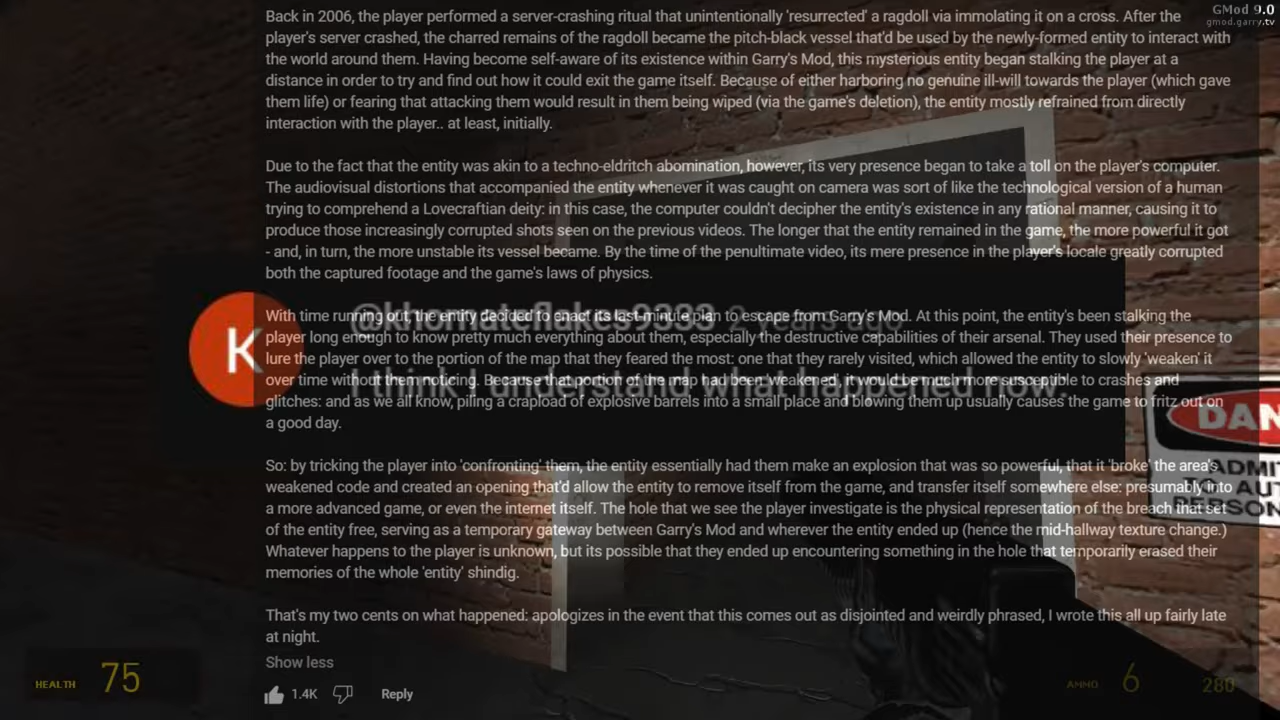 GMod 9.0
gmod.garry.tv
Back in 2006, the player performed a server-crashing ritual that unintentionally 'resurrected' a ragdoll via immolating it on a cross. After the
player's server crashed, the charred remains of the ragdoll became the pitch-black vessel that'd be used by the newly-formed entity to interact with
the world around them. Having become self-aware of its existence within Garry's Mod, this mysterious entity began stalking the player at a
distance in order to try and find out how it could exit the game itself. Because of either harboring no genuine ill-will towards the player (which gave
them life) or fearing that attacking them would result in them being wiped (via the game's deletion), the entity mostly refrained from directly
interaction with the player.. at least, initially.
Due to the fact that the entity was akin to a techno-eldritch abomination, however, its very presence began to take a toll on the player's computer.
The audiovisual distortions that accompanied the entity whenever it was caught on camera was sort of like the technological version of a human
trying to comprehend a Lovecraftian deity: in this case, the computer couldn't decipher the entity's existence in any rational manner, causing it to
produce those increasingly corrupted shots seen on the previous videos. The longer that the entity remained in the game, the more powerful it got
- and, in turn, the more unstable its vessel became. By the time of the penultimate video, its mere presence in the player's locale greatly corrupted
both the captured footage and the game's laws of physics.
With time running out, the entity decided to enact its last-minute plan to escape from Garry's Mod. At this point, the entity's been stalking the
player long enough to know pretty much everything about them, especially the destructive capabilities of their arsenal. They used their presence to
lure the player over to the portion of the map that they feared the most: one that they rarely visited, which allowed the entity to slowly 'weaken' it
over time without them noticing. Because that portion of the map had been 'weakened', it would be much more susceptible to crashes and
glitches: and as we all know, piling a crapload of explosive barrels into a small place and blowing them up usually causes the game to fritz out on
a good day.
K
@khornateflakes9333 2 years ago
I think I understand what happened now.
So: by tricking the player into 'confronting' them, the entity essentially had them make an explosion that was so powerful, that it 'broke' the area's
weakened code and created an opening that'd allow the entity to remove itself from the game, and transfer itself somewhere else: presumably into
a more advanced game, or even the internet itself. The hole that we see the player investigate is the physical representation of the breach that set
of the entity free, serving as a temporary gateway between Garry's Mod and wherever the entity ended up (hence the mid-hallway texture change.)
Whatever happens to the player is unknown, but its possible that they ended up encountering something in the hole that temporarily erased their
memories of the whole 'entity' shindig.
That's my two cents on what happened: apologizes in the event that this comes out as disjointed and weirdly phrased, I wrote this all up fairly late
at night.
Show less
1.4K Reply
DAN
ADMI
TO AU
PERSON
HEALTH 75
AMMO 6 280